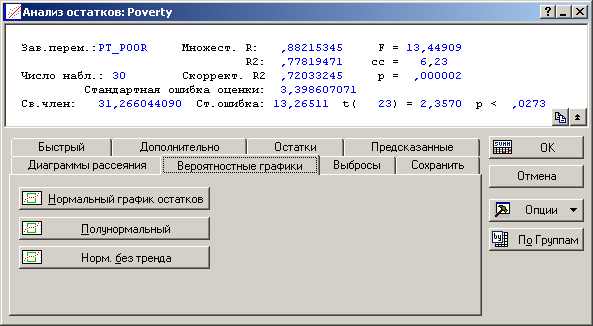 Анализ остатков: Poverty
Зав.перем.:PT_POOR Множест. R: ,88215345 F = 13,44909
R2: ,77819471 сс = 6,23
Число набл.: 30 Скоррект. R2 ,72033245 p = ,000002
Стандартная ошибка оценки: 3,398607071
Св.член: 31,266044090 Ст.ошибка: 13,26511 t( 23) = 2,3570 p < ,0273
Быстрый Дополнительно Остатки Предсказанные
Диаграммы рассеяния Вероятностные графики Выбросы Сохранить
Нормальный график остатков
Полунормальный
Норм. без тренда
OK
Отмена
Опции
По Группам